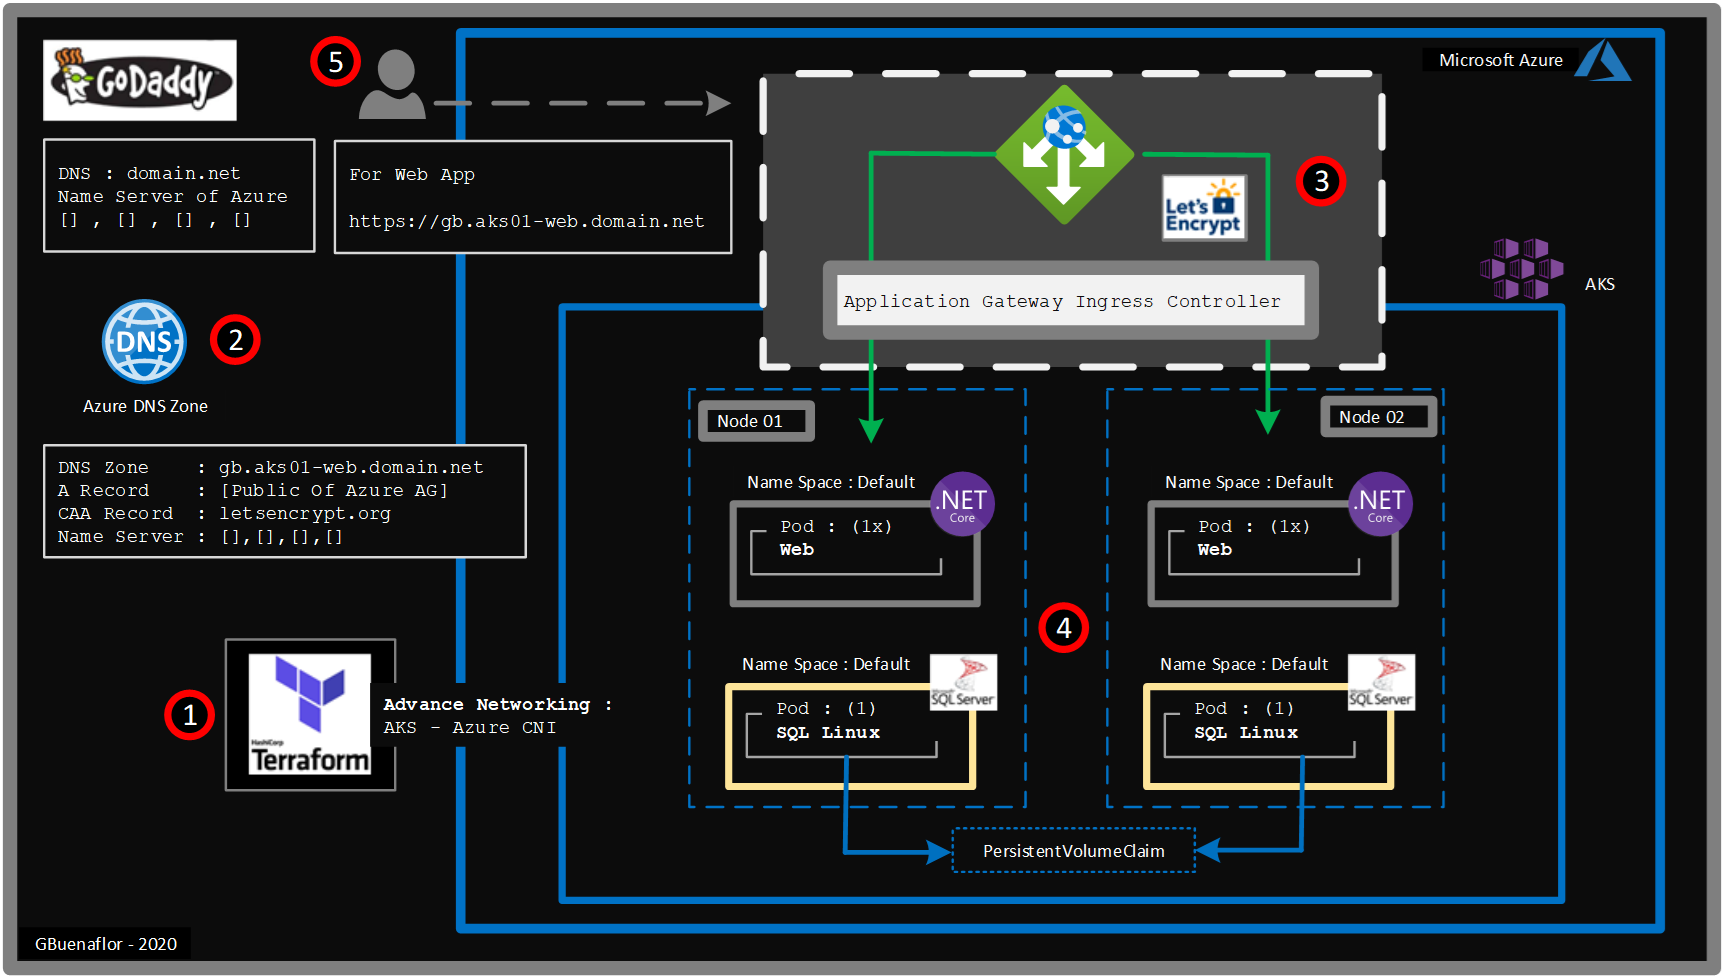 GoDaddy™
5
Microsoft Azure
DNS : domain.net
Name Server of Azure
[] , [] , [] , []
For Web App
https://gb.aks01-web.domain.net
3
Let's
Encrypt
AKS
Application Gateway Ingress Controller
DNS
2
Azure DNS Zone
Node 01
Node 02
DNS Zone : gb.aks01-web.domain.net
A Record : [Public Of Azure AG]
CAA Record : letsencrypt.org
Name Server : [],[],[],[]
Name Space : Default
.NET
Core
Pod : (1x)
Web
Name Space : Default
.NET
Core
Pod : (1x)
Web
4
1
HashiCorp
Terraform
Advance Networking :
AKS - Azure CNI
Name Space : Default
Microsoft
SQL Server
Pod : (1)
SQL Linux
Name Space : Default
Microsoft
SQL Server
Pod : (1)
SQL Linux
PersistentVolumeClaim
GBuenaflor - 2020